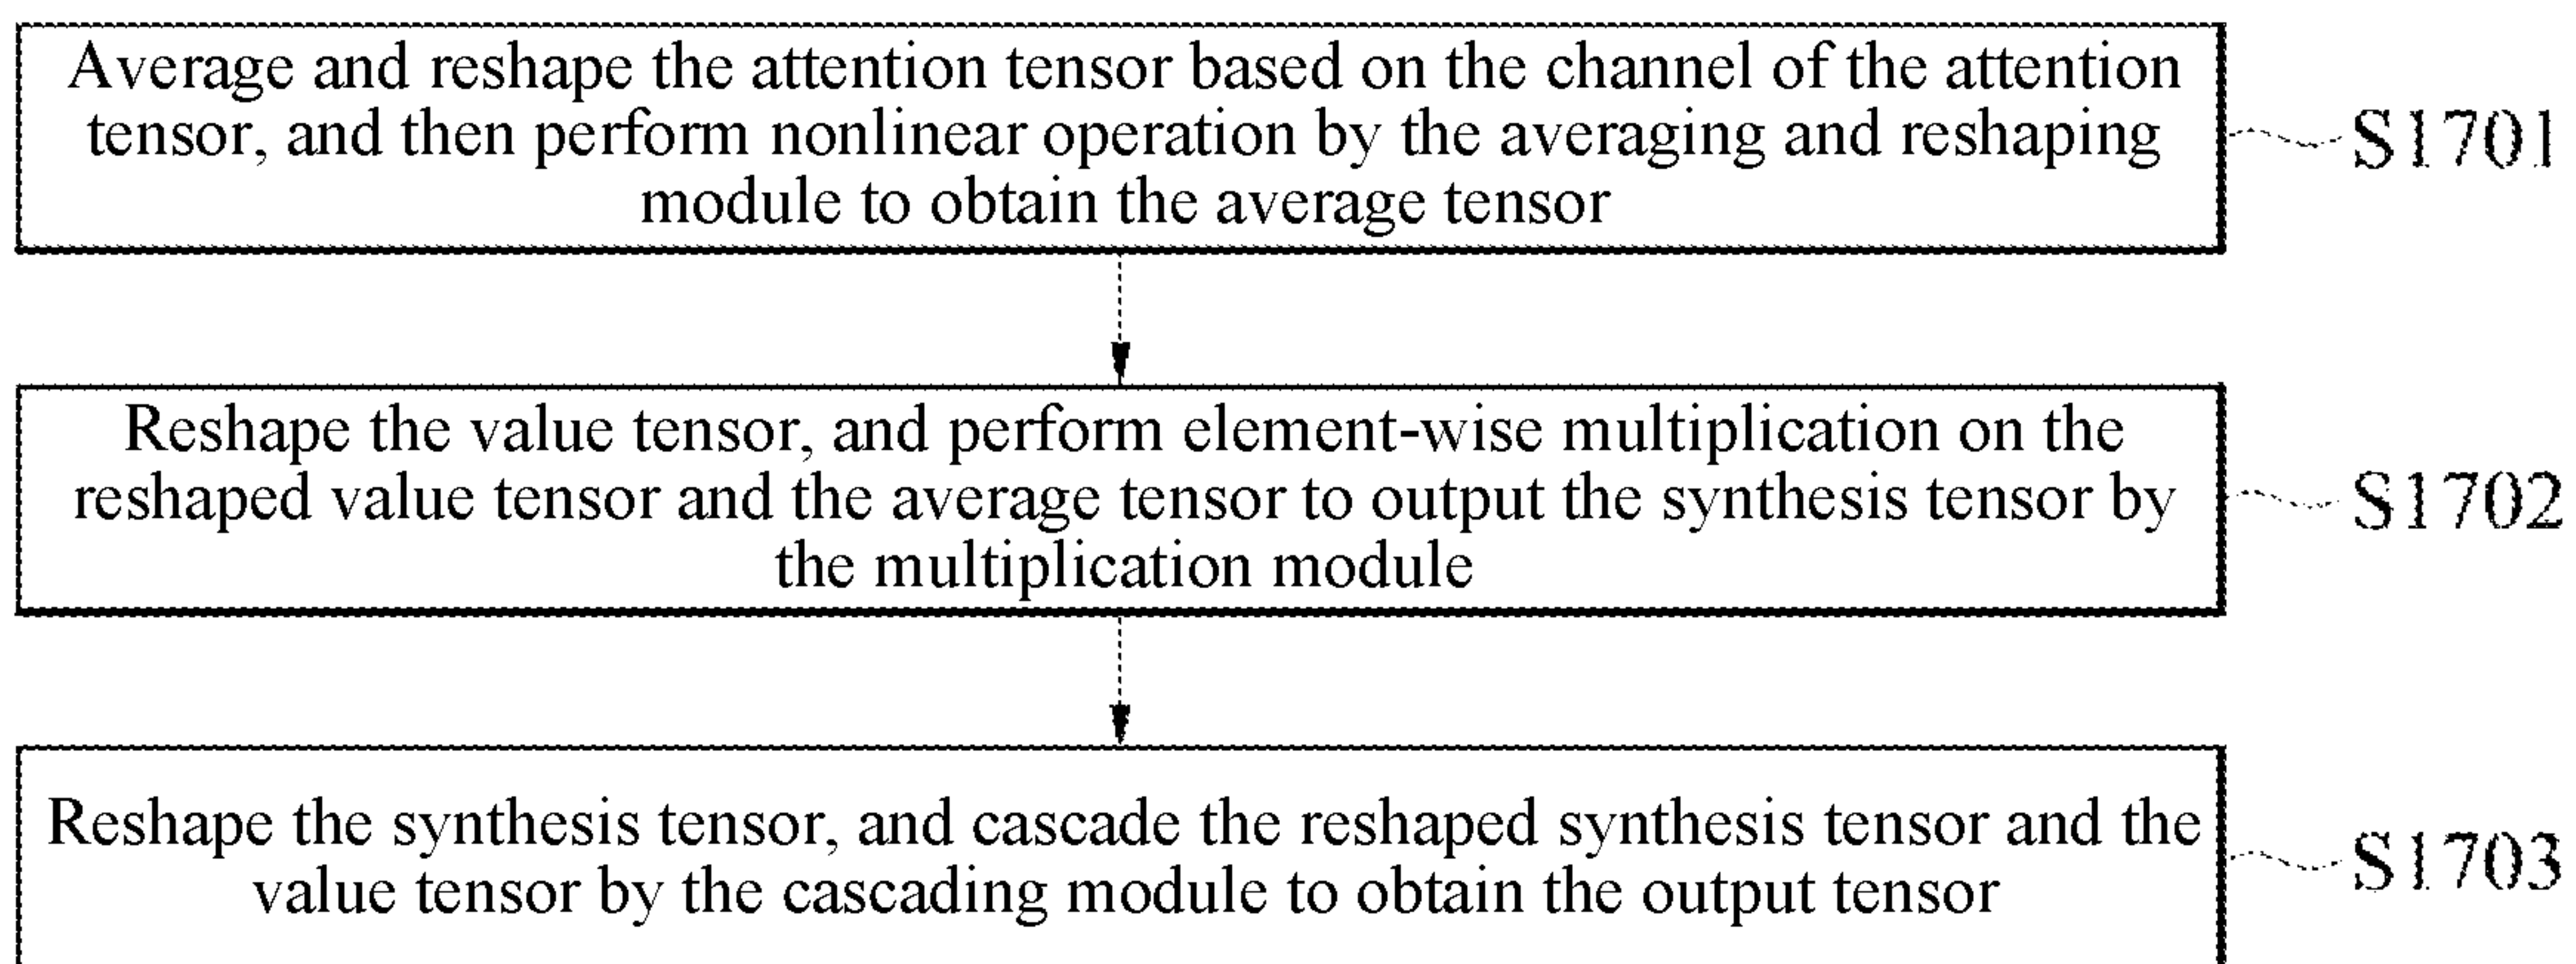 Average and reshape the attention tensor based on the channel of the attention
tensor, and then perform nonlinear operation by the averaging and reshaping
module to obtain the average tensor
S1701
Reshape the value tensor, and perform element-wise multiplication on the
reshaped value tensor and the average tensor to output the synthesis tensor by
the multiplication module
S1702
Reshape the synthesis tensor, and cascade the reshaped synthesis tensor and the
value tensor by the cascading module to obtain the output tensor
S1703